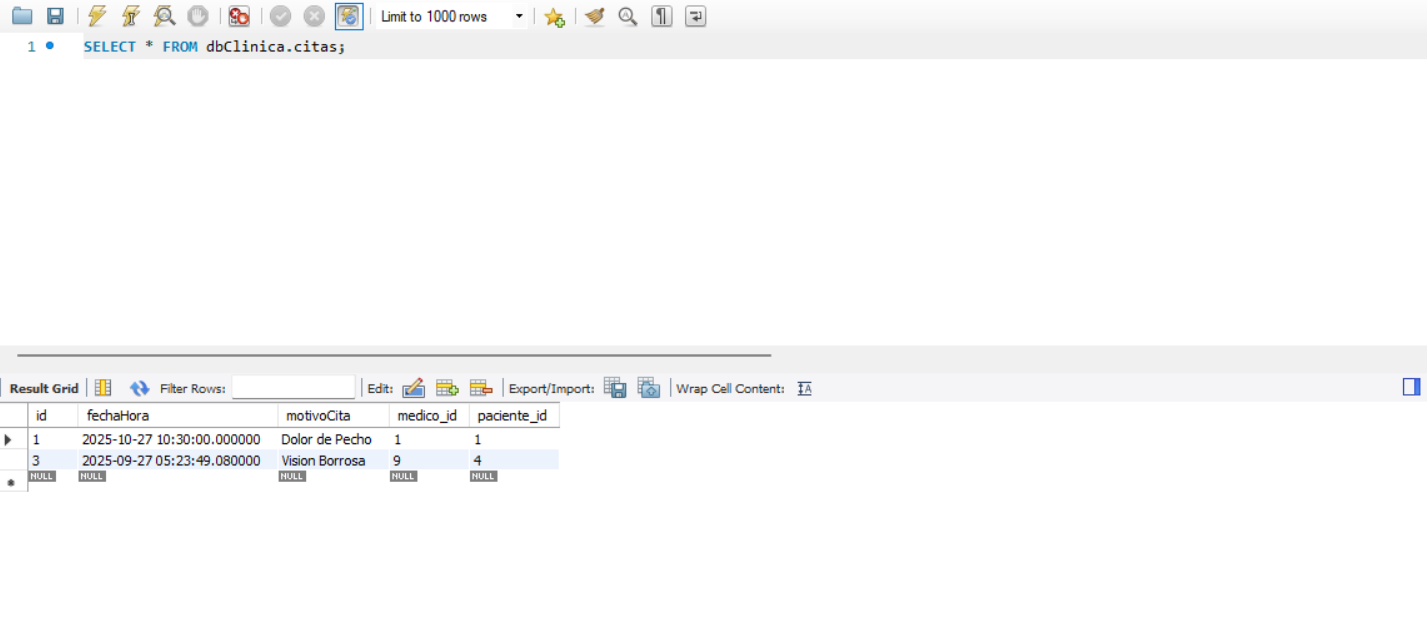 Limit to 1000 rows
1 SELECT * FROM dbClinica.citas;
Result Grid Filter Rows: Edit: Export/Import: Wrap Cell Content: IA
id fechaHora motivoCita medico_id paciente_id
1 2025-10-27 10:30:00.000000 Dolor de Pecho 1 1
3 2025-09-27 05:23:49.080000 Vision Borrosa 9 4
NULL NULL NULL NULL NULL